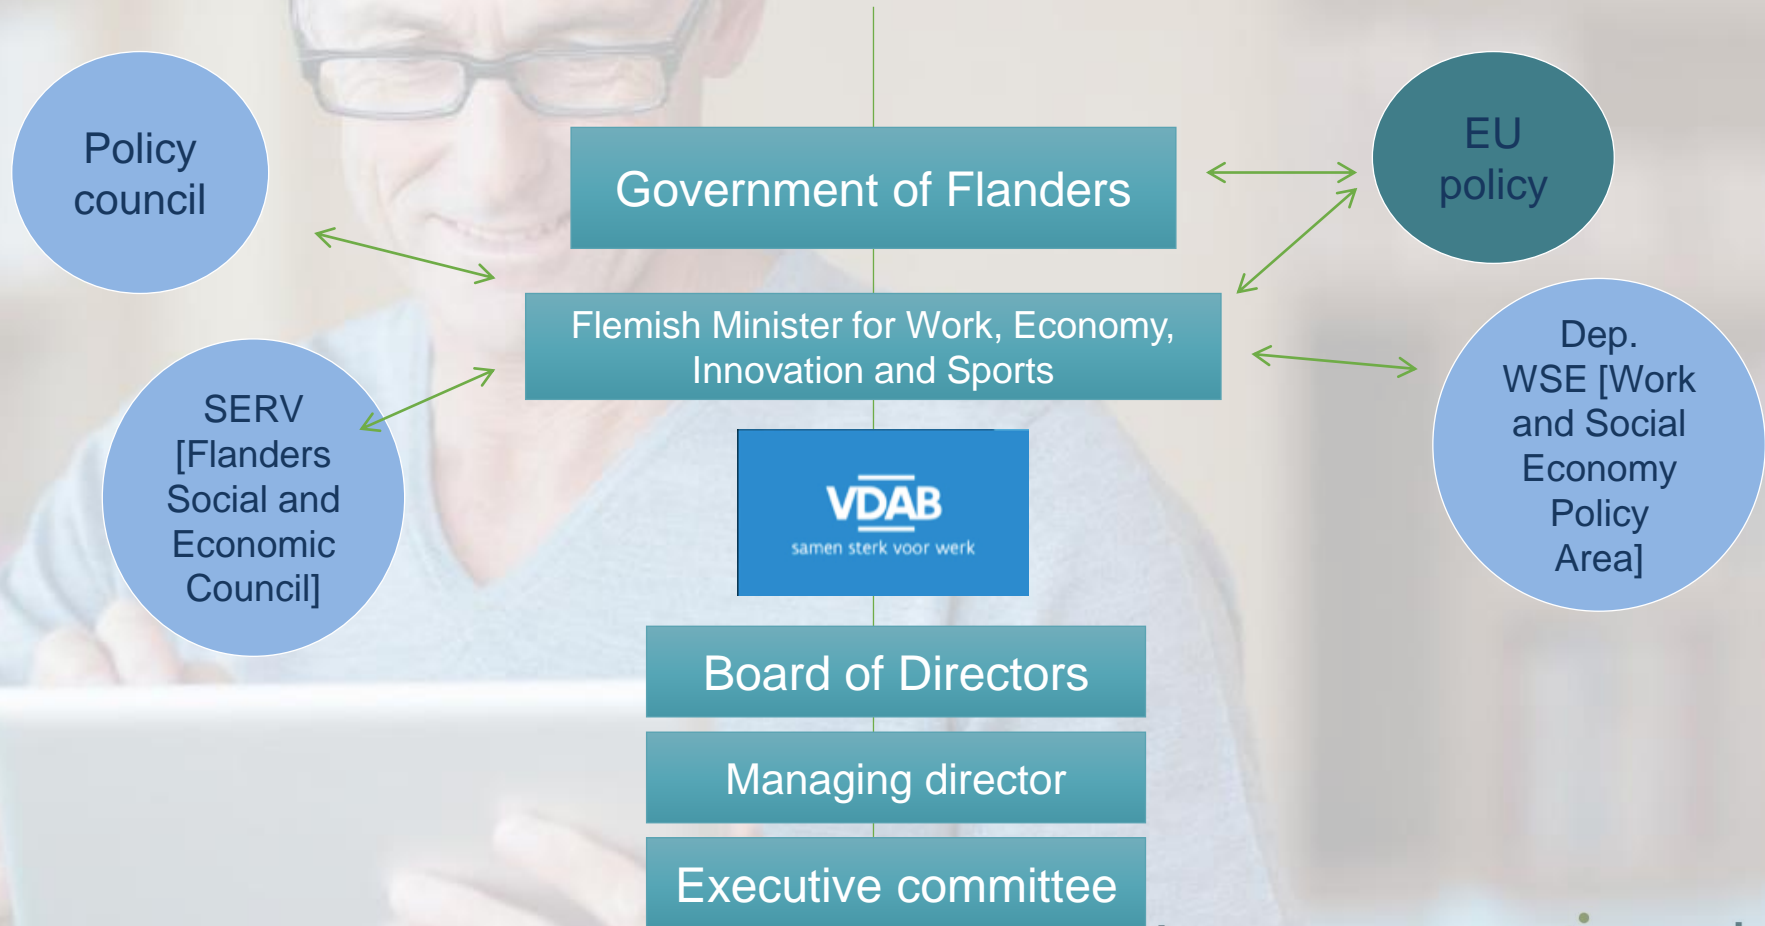 Policy
council
Government of Flanders
EU
policy
Flemish Minister for Work, Economy,
Innovation and Sports
SERV
[Flanders
Social and
Economic
Council]
Dep.
WSE [Work
and Social
Economy
Policy
Area]
VDAB
samen sterk voor werk
Board of Directors
Managing director
Executive committee